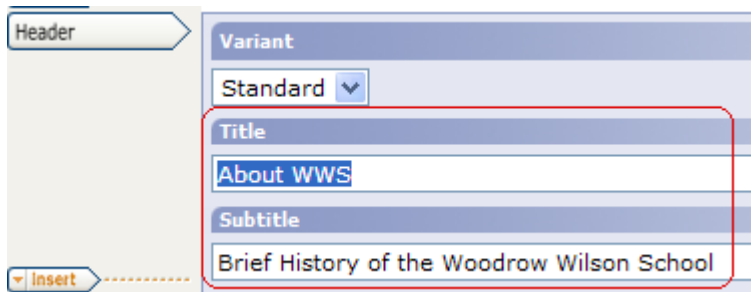 Header
Variant
Standard
Title
About WWS
Subtitle
Brief History of the Woodrow Wilson School
Insert